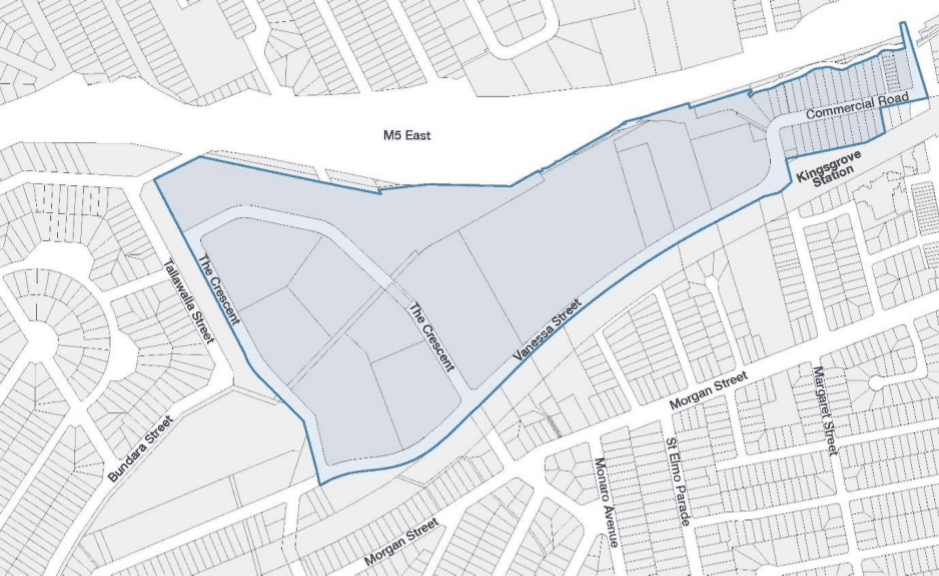 M5 East
Commercial Road
Kingsgrove
Station
The Crescent
Tallawalla Street
The Crescent
Vanessa Street
Morgan Street
Margaret Street
Bundara Street
St Elmo Parade
Monaro Avenue
Morgan Street